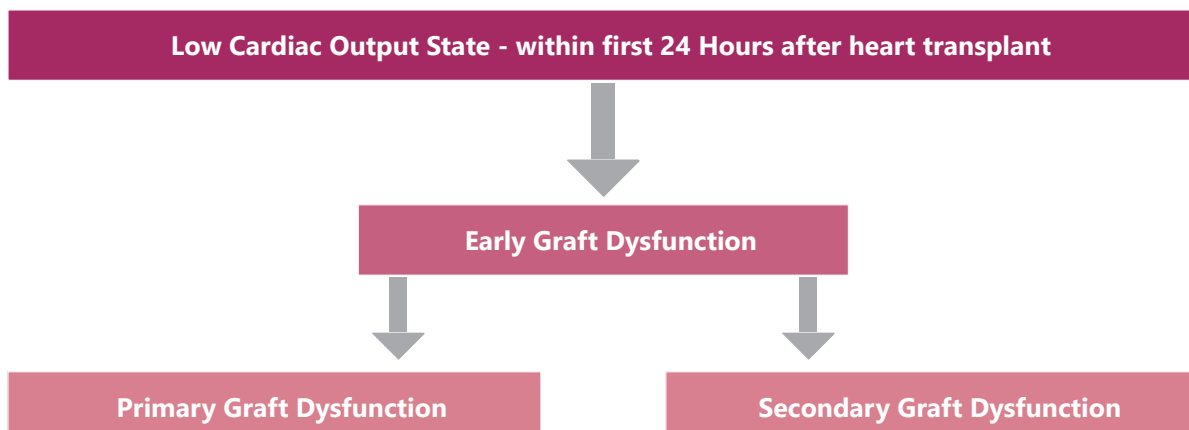 Low Cardiac Output State - within first 24 Hours after heart transplant
Early Graft Dysfunction
Primary Graft Dysfunction
Secondary Graft Dysfunction